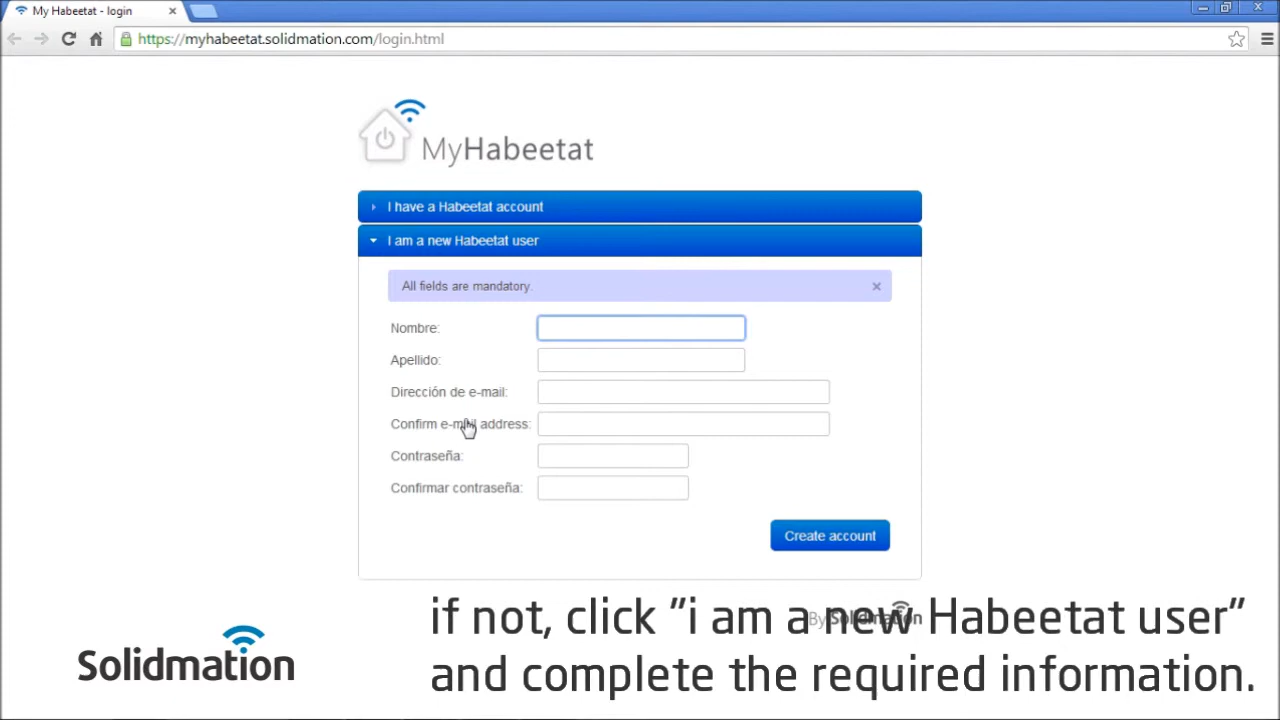 My Habeetat - login
https://myhabeetat.solidmation.com/login.html
MyHabeetat
I have a Habeetat account
I am a new Habeetat user
All fields are mandatory.
Nombre:
Apellido:
Dirección de e-mail:
Confirm e-mail address:
Contraseña:
Confirmar contraseña:
Create account
By Solidmation
Solidmation
if not, click "i am a new Habeetat user"
and complete the required information.